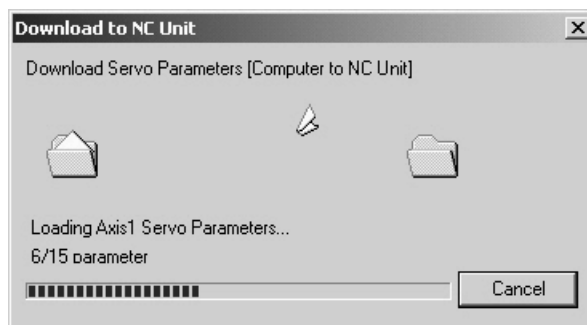 Download to NC Unit
Download Servo Parameters [Computer to NC Unit]
Loading Axis1 Servo Parameters...
6/15 parameter
Cancel